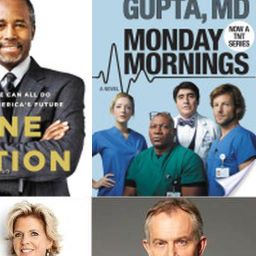 E CAN ALL DO
ERICA'S FUTURE
NE
TION
GUPTA, MD
MONDAY
MORNINGS
NOW A
TNT
SERIES
A NOVEL